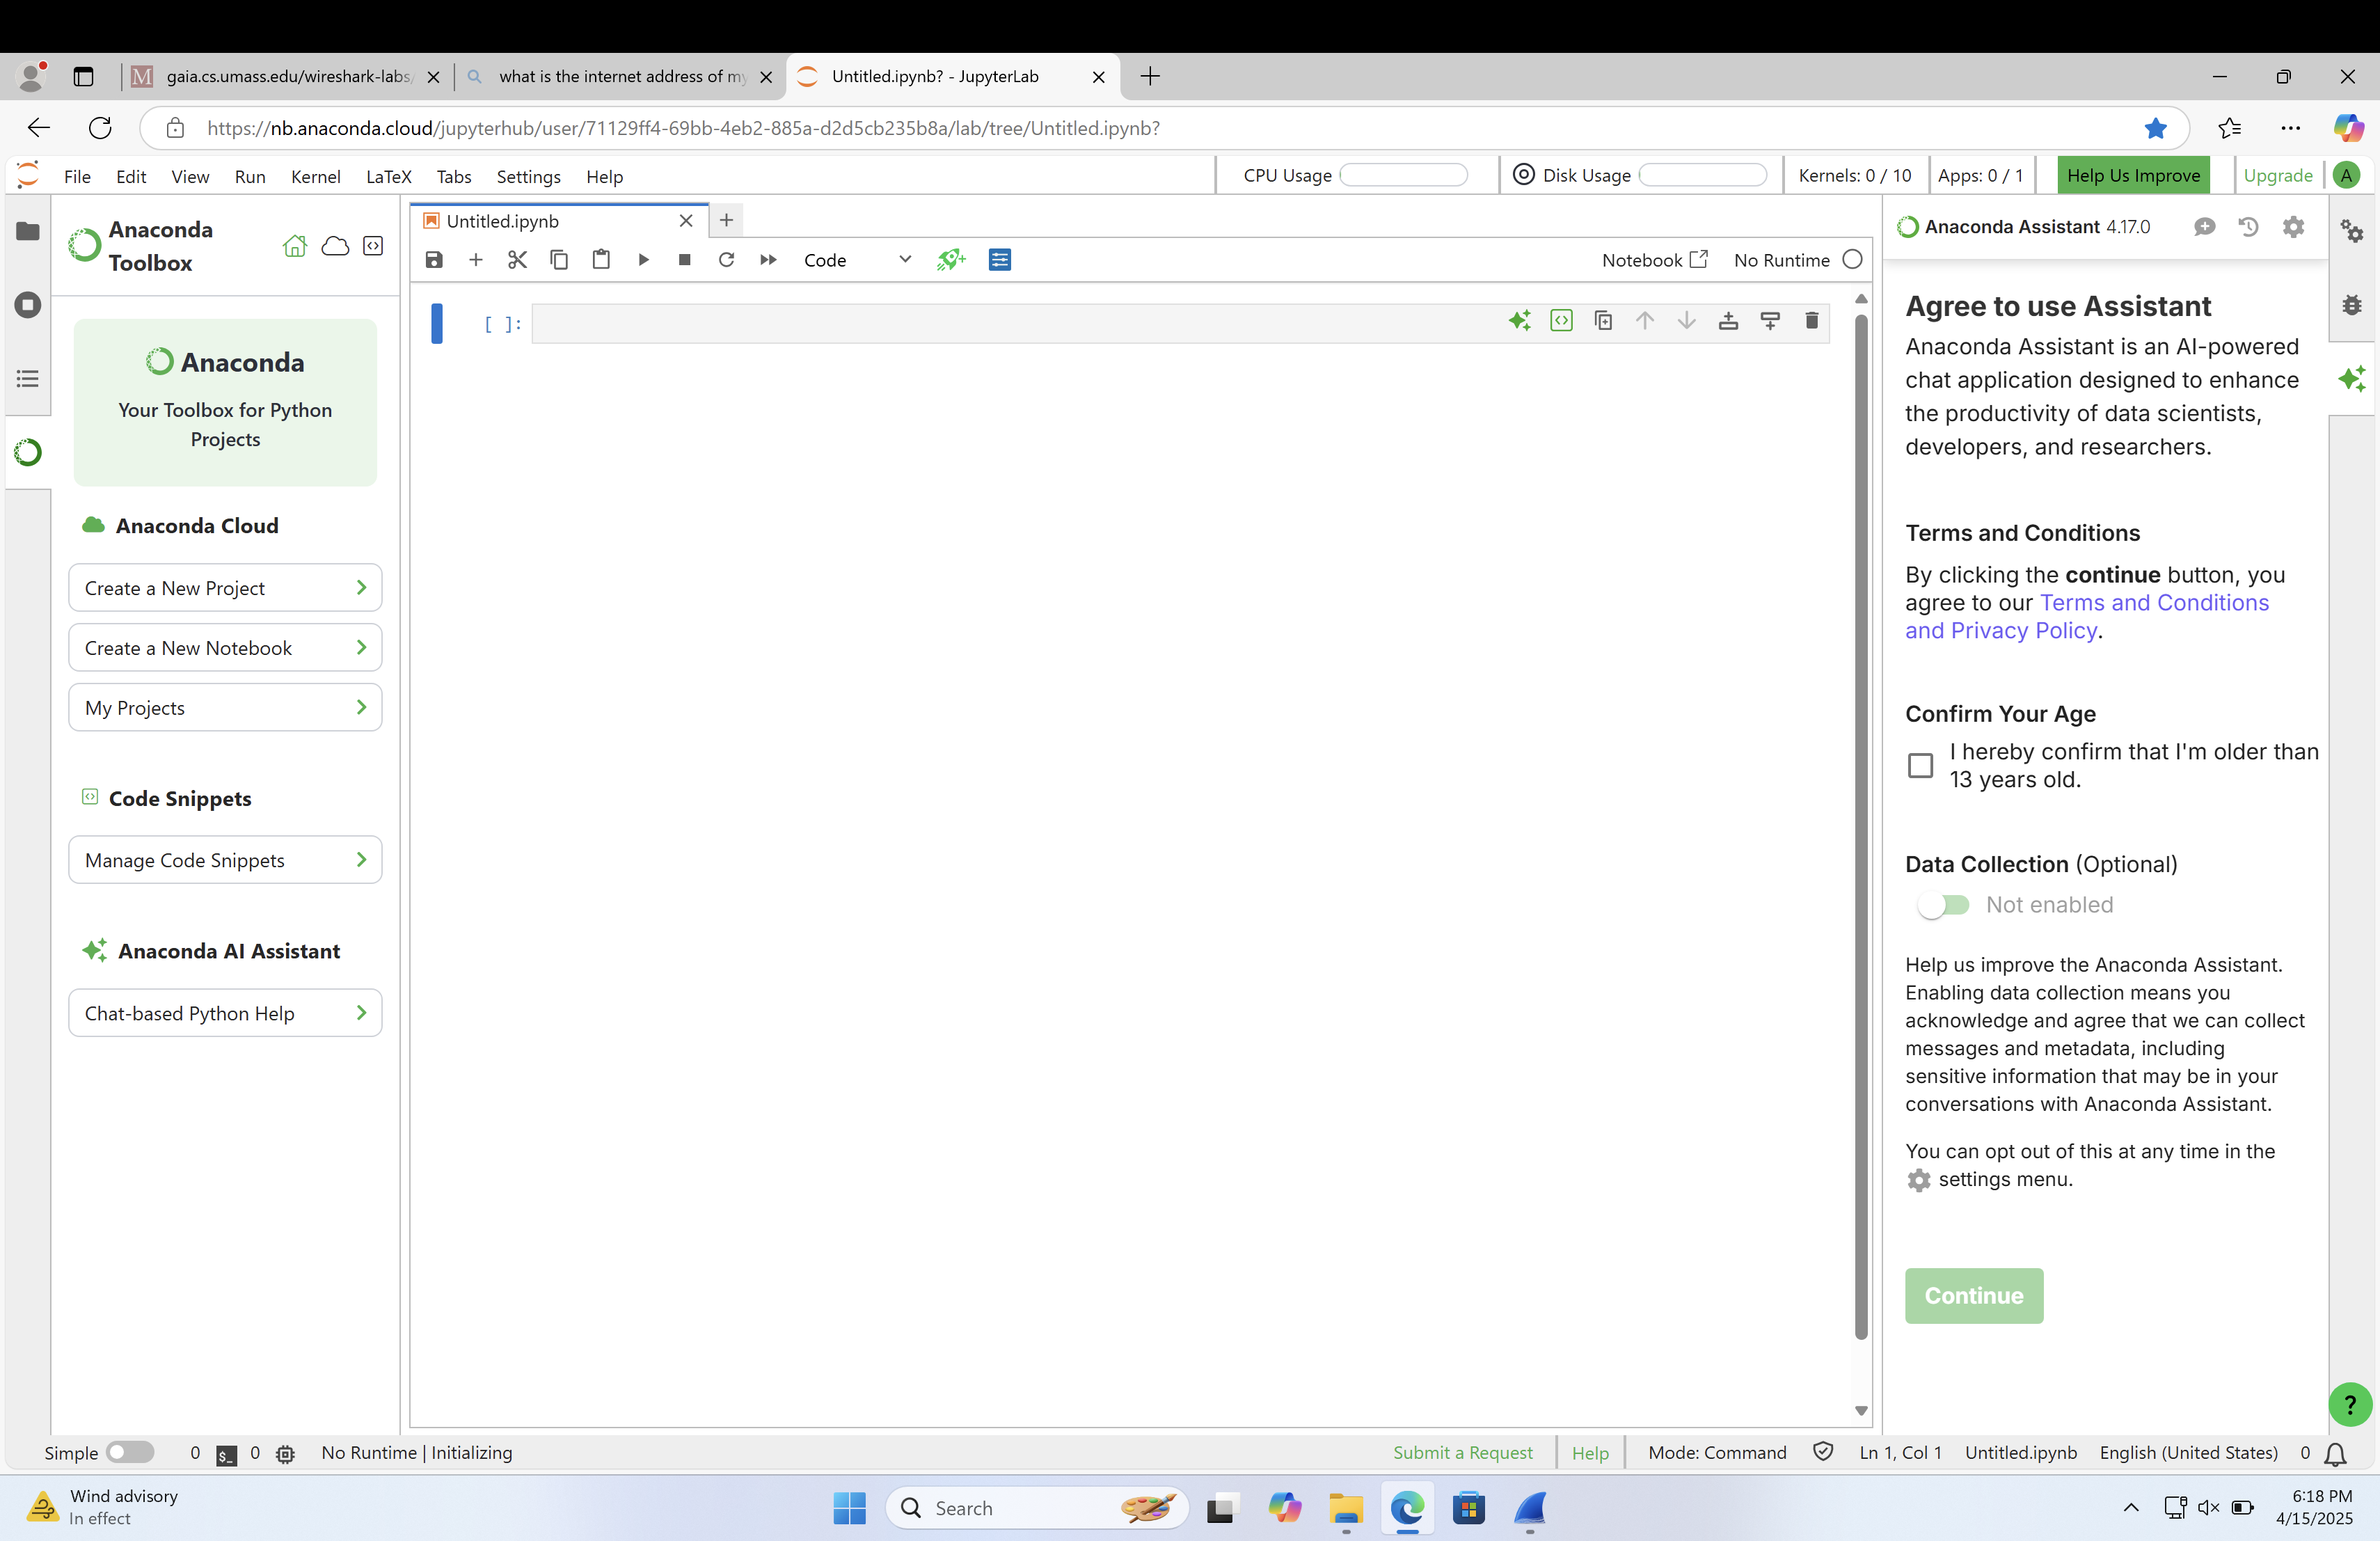 gaia.cs.umass.edu/wireshark-labs/
what is the internet address of my
Untitled.ipynb? - JupyterLab
https://nb.anaconda.cloud/jupyterhub/user/71129ff4-69bb-4eb2-885a-d2d5cb235b8a/lab/tree/Untitled.ipynb?
File Edit View Run Kernel LaTeX Tabs Settings Help
CPU Usage
Disk Usage
Kernels: 0 / 10
Apps: 0 / 1
Help Us Improve
Upgrade
A
Anaconda
Toolbox
Anaconda
Your Toolbox for Python
Projects
Anaconda Cloud
Create a New Project
Create a New Notebook
My Projects
Code Snippets
Manage Code Snippets
Anaconda AI Assistant
Chat-based Python Help
Untitled.ipynb
Code
Notebook
No Runtime
[ ]:
Anaconda Assistant 4.17.0
Agree to use Assistant
Anaconda Assistant is an AI-powered
chat application designed to enhance
the productivity of data scientists,
developers, and researchers.
Terms and Conditions
By clicking the continue button, you
agree to our Terms and Conditions
and Privacy Policy.
Confirm Your Age
I hereby confirm that I'm older than
13 years old.
Data Collection (Optional)
Not enabled
Help us improve the Anaconda Assistant.
Enabling data collection means you
acknowledge and agree that we can collect
messages and metadata, including
sensitive information that may be in your
conversations with Anaconda Assistant.
You can opt out of this at any time in the
settings menu.
Continue
?
Simple
0
$_
0
No Runtime | Initializing
Submit a Request
Help
Mode: Command
Ln 1, Col 1
Untitled.ipynb
English (United States)
0
Wind advisory
In effect
Search
6:18 PM
4/15/2025